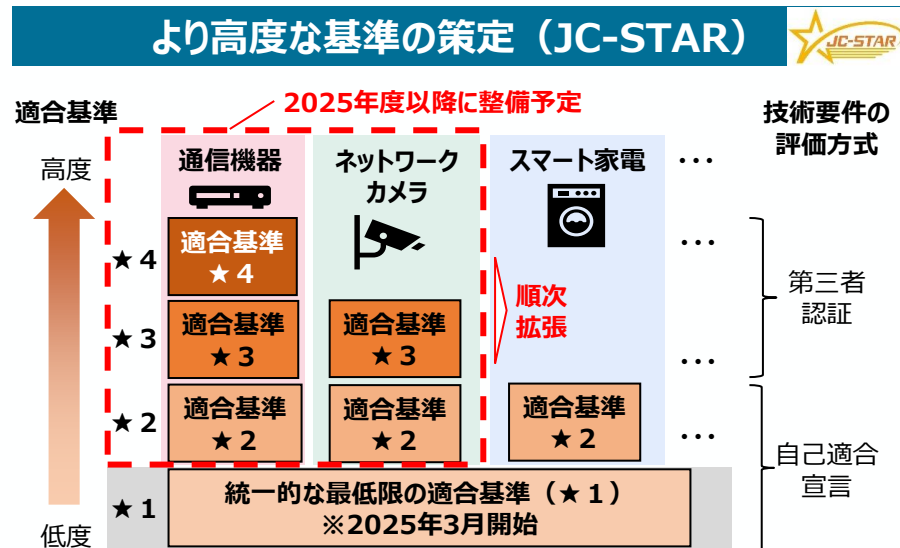 より高度な基準の策定（JC-STAR）
JC-STAR
2025年度以降に整備予定
適合基準
技術要件の
評価方式
高度
通信機器
ネットワーク
カメラ
スマート家電
･･･
★4
適合基準
★4
･･･
順次
拡張
第三者
認証
★3
適合基準
★3
適合基準
★3
･･･
★2
適合基準
★2
適合基準
★2
適合基準
★2
･･･
自己適合
宣言
★1
統一的な最低限の適合基準（★1）
※2025年3月開始
低度